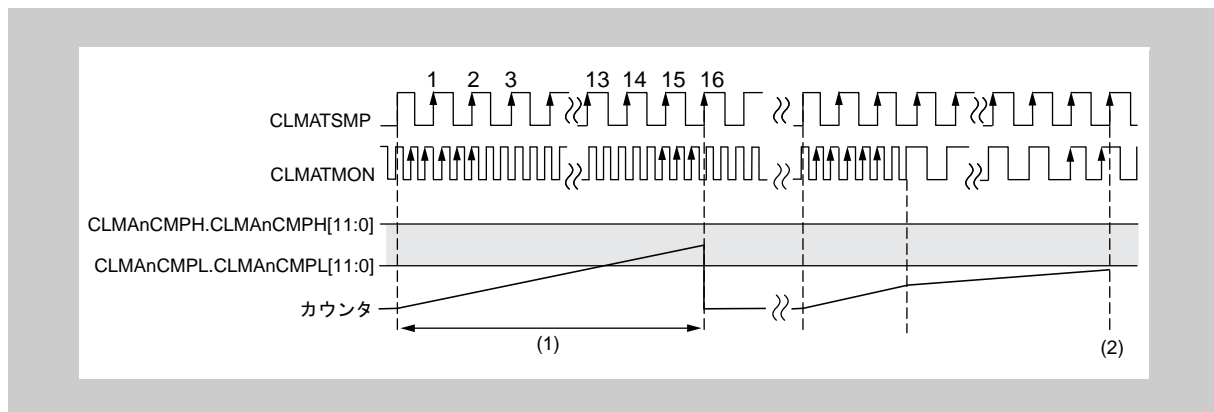 1 2 3 13 14 15 16
CLMATSMP
CLMATMON
CLMAnCMPH.CLMAnCMPH[11:0]
CLMAnCMPL.CLMAnCMPL[11:0]
カウンタ
(1)
(2)